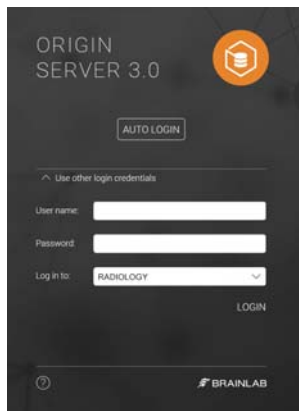 ORIGIN
SERVER 3.0
AUTO LOGIN
Use other login credentials
User name:
Password:
Log in to: RADIOLOGY
LOGIN
? BRAINLAB